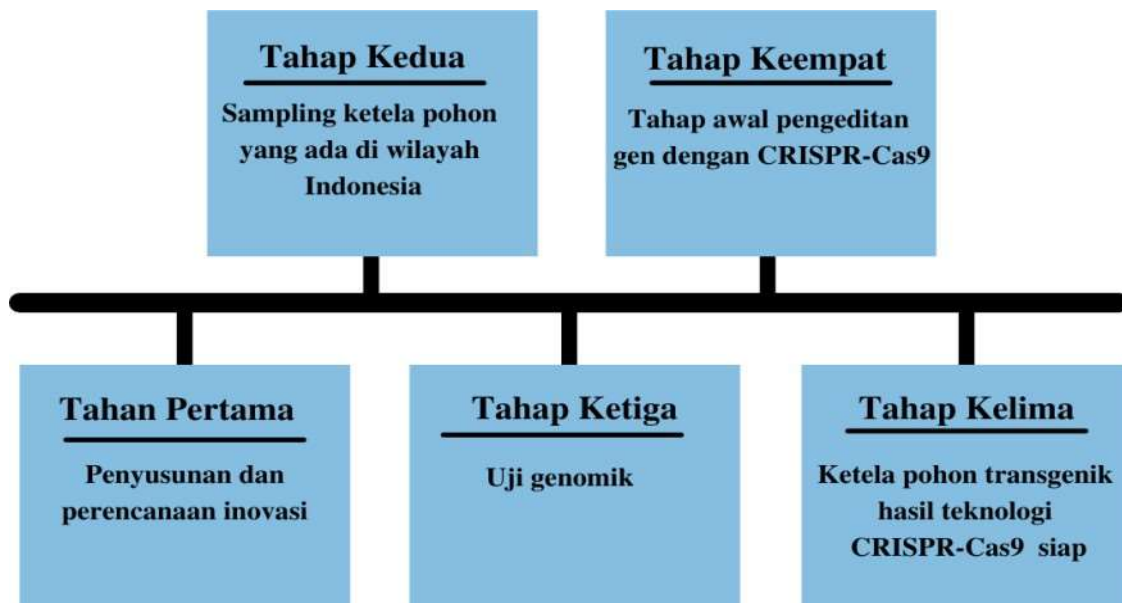 Tahap Kedua
Sampling ketela pohon
yang ada di wilayah
Indonesia
Tahap Keempat
Tahap awal pengeditan
gen dengan CRISPR-Cas9
Tahan Pertama
Penyusunan dan
perencanaan inovasi
Tahap Ketiga
Uji genomik
Tahap Kelima
Ketela pohon transgenik
hasil teknologi
CRISPR-Cas9 siap